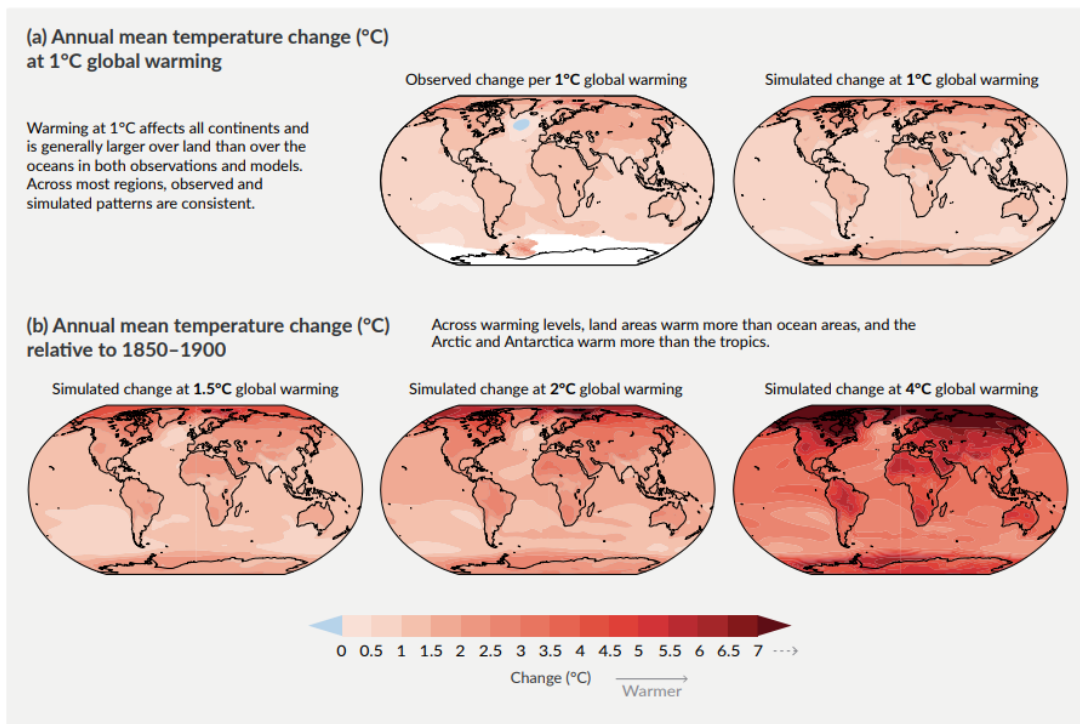 (a) Annual mean temperature change (°C)
at 1°C global warming
Warming at 1°C affects all continents and
is generally larger over land than over the
oceans in both observations and models.
Across most regions, observed and
simulated patterns are consistent.
Observed change per 1°C global warming
Simulated change at 1°C global warming
(b) Annual mean temperature change (°C)
relative to 1850–1900
Across warming levels, land areas warm more than ocean areas, and the
Arctic and Antarctica warm more than the tropics.
Simulated change at 1.5°C global warming
Simulated change at 2°C global warming
Simulated change at 4°C global warming
0 0.5 1 1.5 2 2.5 3 3.5 4 4.5 5 5.5 6 6.5 7
Change (°C)
Warmer